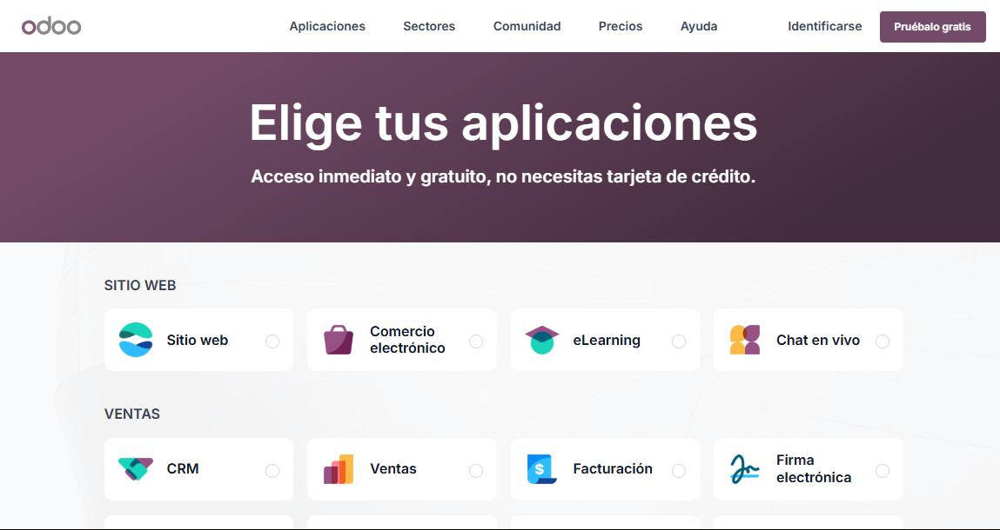 odoo
Aplicaciones Sectores Comunidad Precios Ayuda Identificarse Pruébalo gratis
Elige tus aplicaciones
Acceso inmediato y gratuito, no necesitas tarjeta de crédito.
SITIO WEB
Sitio web
Comercio
electrónico
eLearning
Chat en vivo
VENTAS
CRM
Ventas
$
Facturación
Firma
electrónica